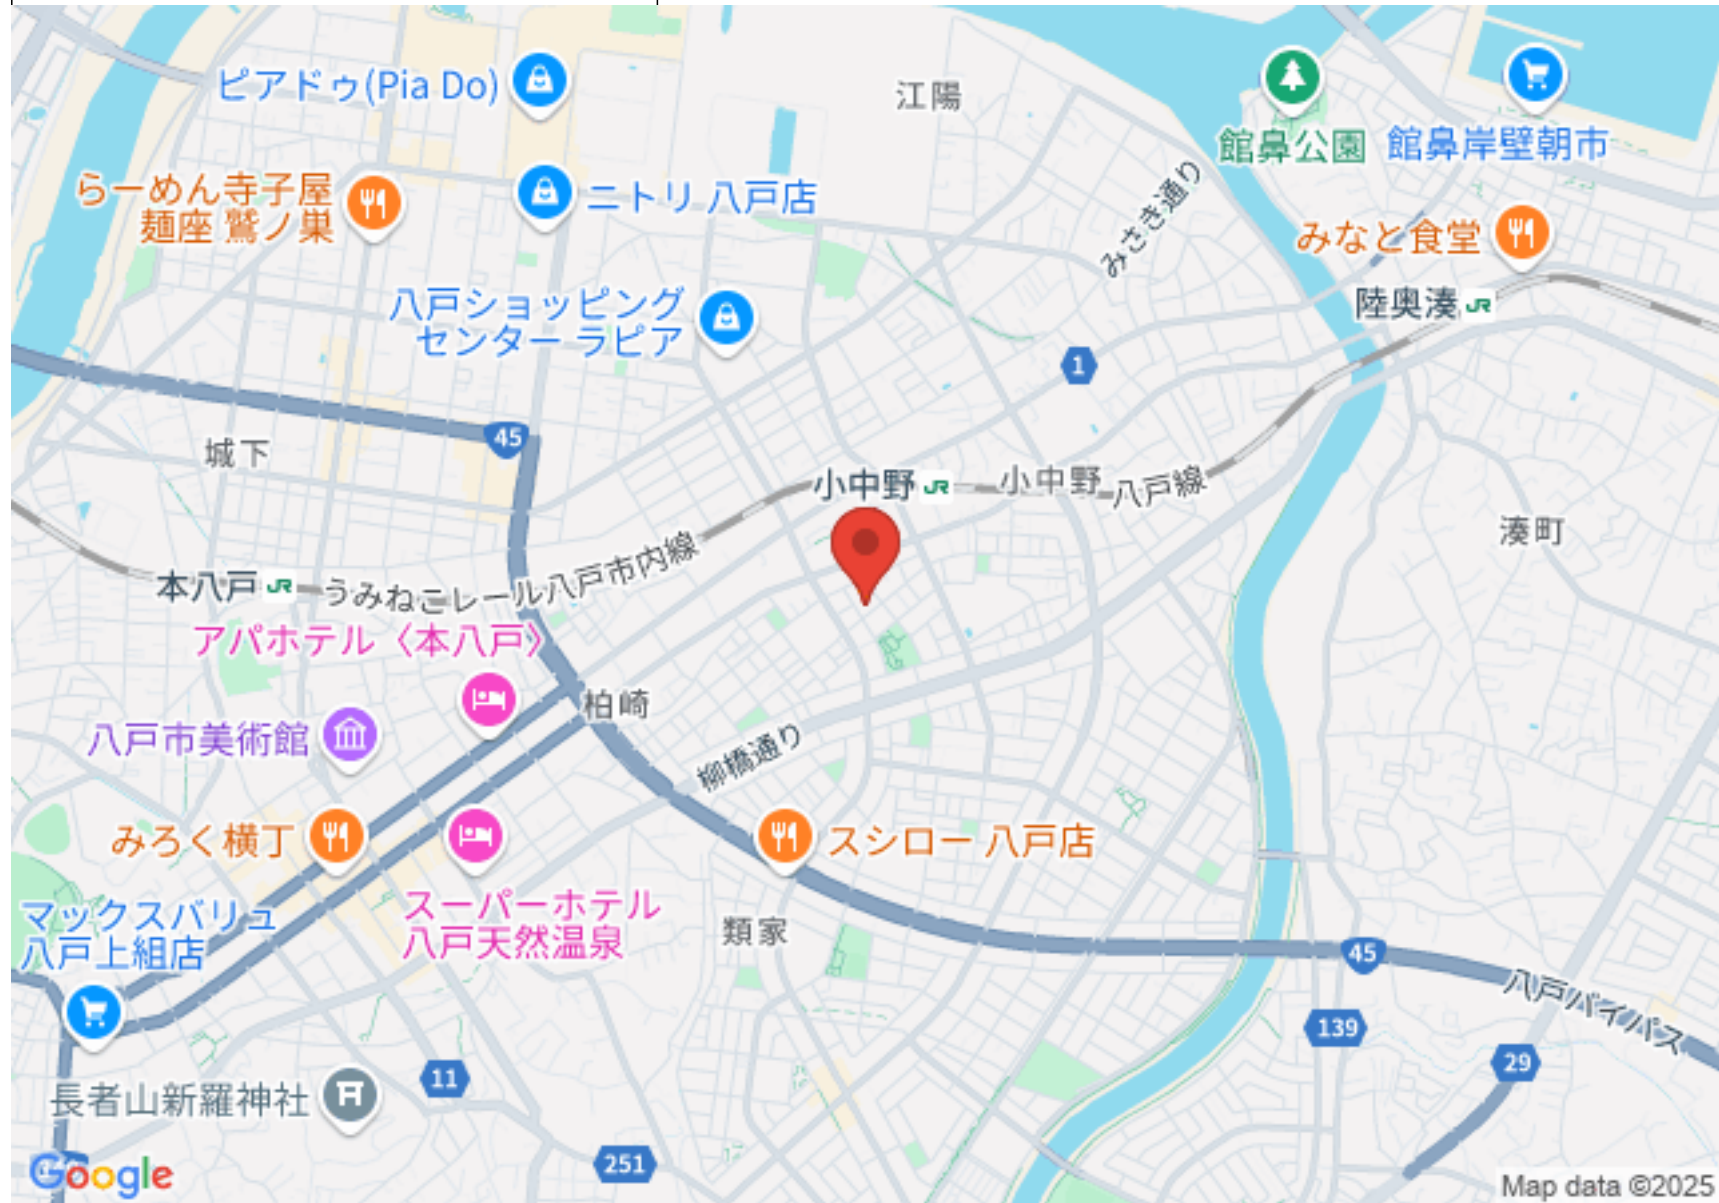 ピアドゥ(Pia Do)
江陽
館鼻公園
館鼻岸壁朝市
らーめん寺子屋
麺座 鷲ノ巣
ニトリ 八戸店
みさき通り
みなと食堂
八戸ショッピング
センター ラピア
陸奥湊 JR
1
45
城下
小中野 JR
小中野
八戸線
湊町
本八戸 JR
うみねこレール八戸市内線
アパホテル〈本八戸〉
柏崎
八戸市美術館
柳橋通り
みろく横丁
スシロー 八戸店
マックスバリュ
八戸上組店
スーパーホテル
八戸天然温泉
類家
45
八戸バイパス
139
29
11
長者山新羅神社
251
Google
Map data ©2025